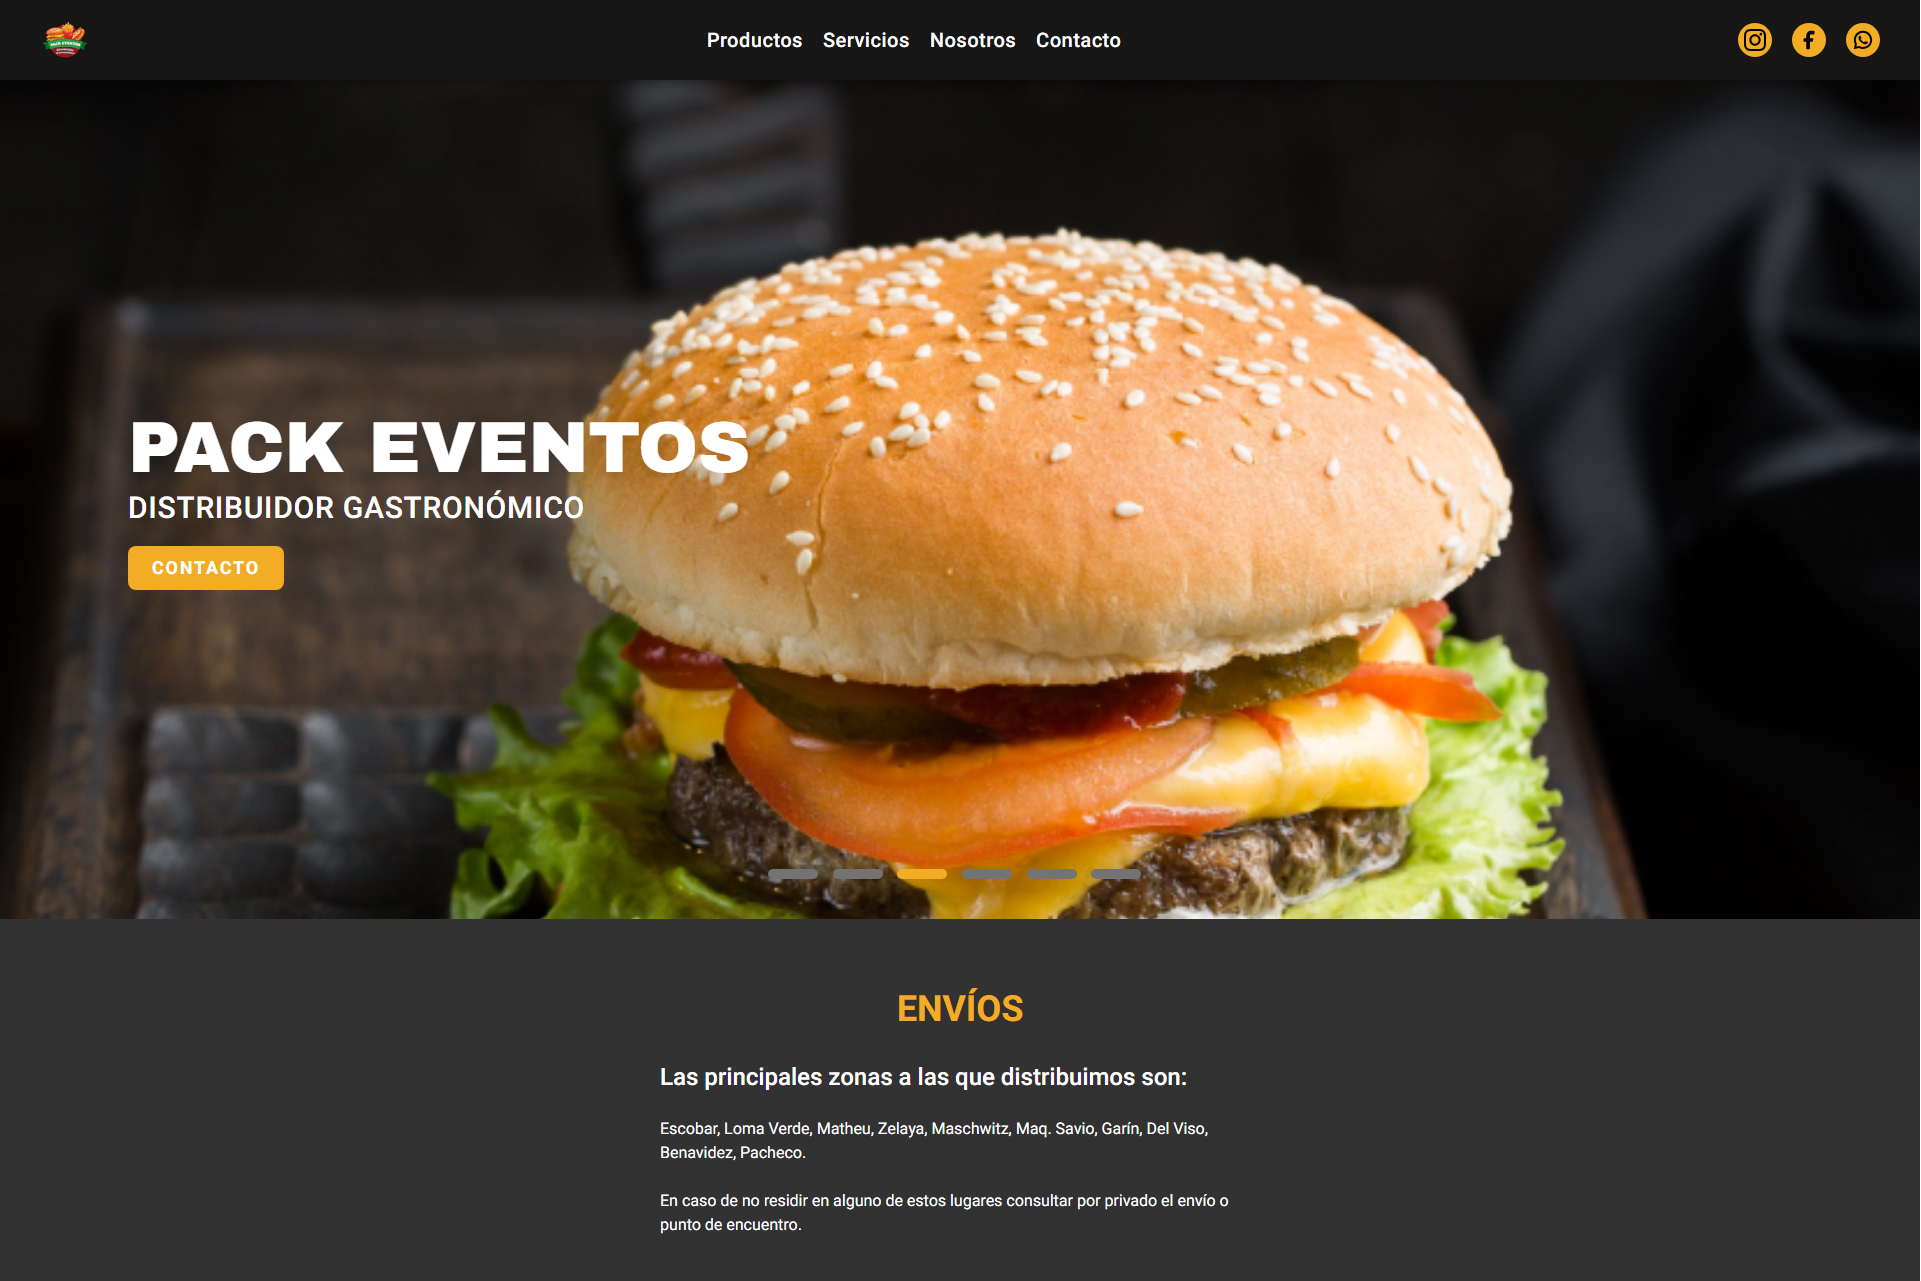 Productos Servicios Nosotros Contacto
PACK EVENTOS
DISTRIBUIDOR GASTRONÓMICO
CONTACTO
ENVÍOS
Las principales zonas a las que distribuimos son:
Escobar, Loma Verde, Matheu, Zelaya, Maschwitz, Maq. Savio, Garín, Del Viso,
Benavidez, Pacheco.
En caso de no residir en alguno de estos lugares consultar por privado el envío o
punto de encuentro.